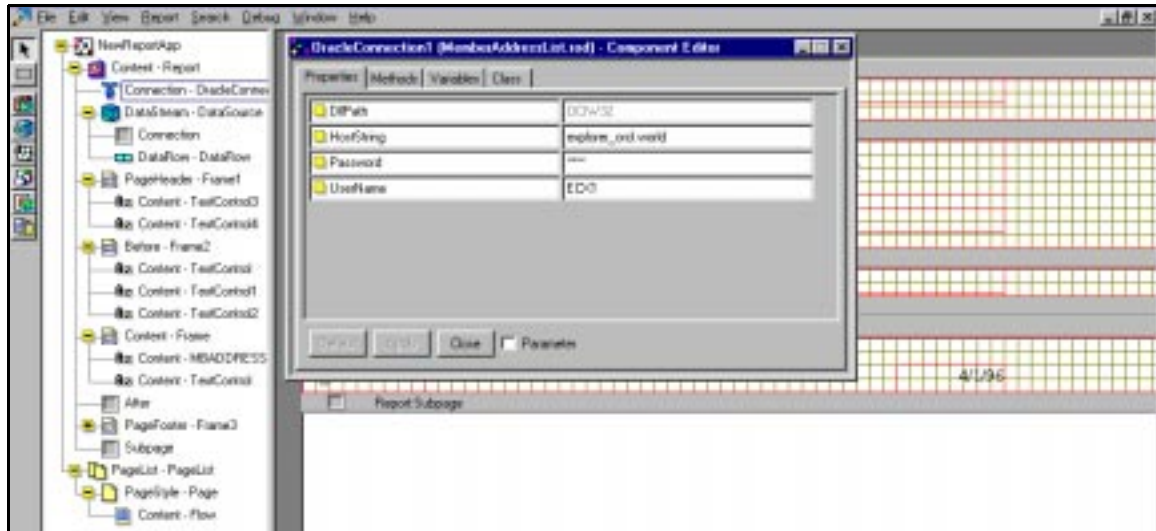 File Edit View Report Search Debug Window Help
NewReportApp
Content - Report
Connection - OracleConnec
DataStream - DataSource
Connection
DataRow - DataRow
PageHeader - Frame1
Content - TextControl3
Content - TextControl4
Before - Frame2
Content - TextControl
Content - TextControl1
Content - TextControl2
Content - Frame
Content - MBADDRESS
Content - TextControl
After
PageFooter - Frame3
Subpage
PageList - PageList
PageStyle - Page
Content - Flow
OracleConnection1 (MemberAddressList.rod) - Component Editor
Properties Methods Variables Class
DllPath
HostString explore_orcl.world
Password ****
UserName
Default Close Parameter
4/1/96
Report Subpage